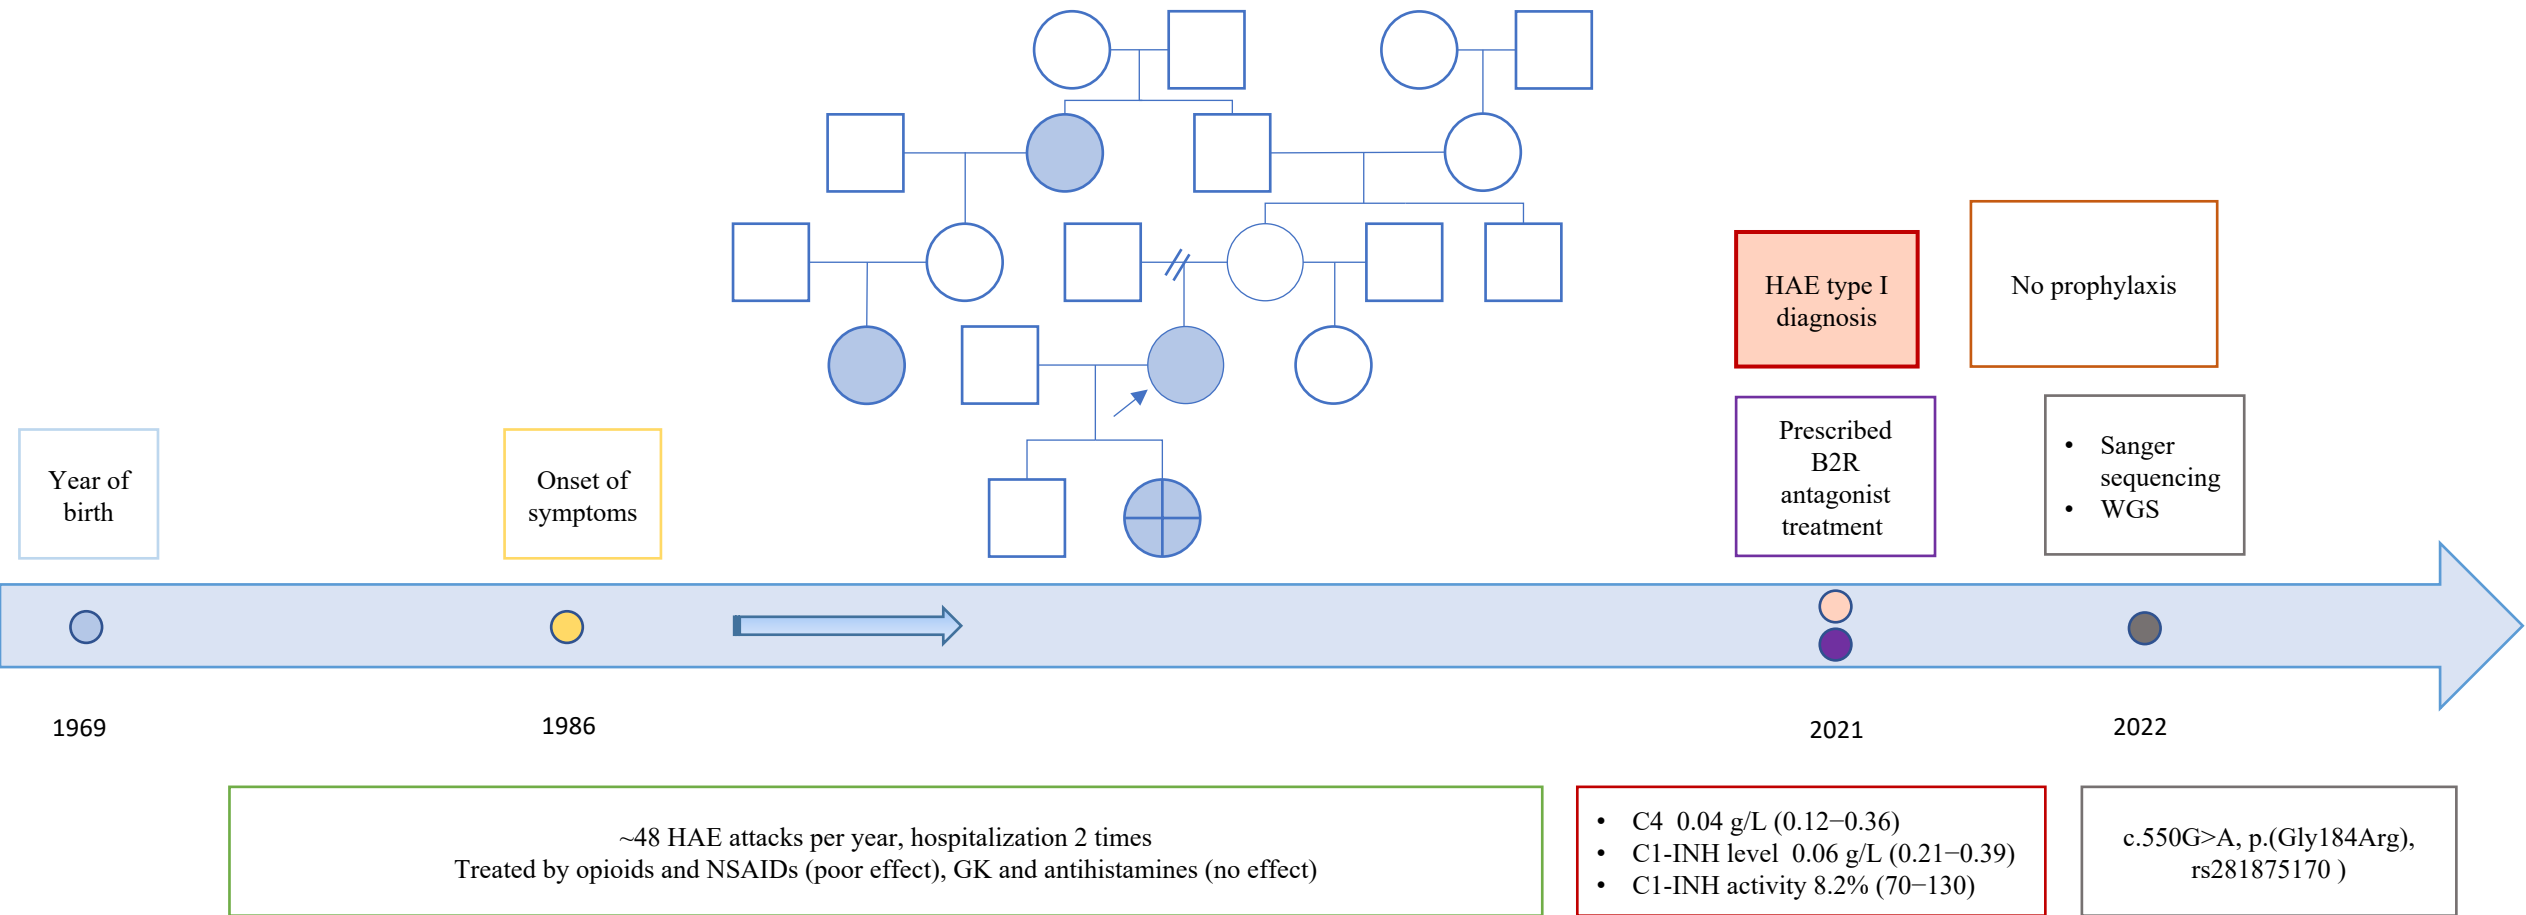 HAE type I
diagnosis
No prophylaxis
Year of
birth
Onset of
symptoms
Prescribed
B2R
antagonist
treatment
• Sanger
sequencing
• WGS
1969
1986
2021
2022
~48 HAE attacks per year, hospitalization 2 times
Treated by opioids and NSAIDs (poor effect), GK and antihistamines (no effect)
• C4 0.04 g/L (0.12−0.36)
• C1-INH level 0.06 g/L (0.21−0.39)
• C1-INH activity 8.2% (70−130)
c.550G>A, p.(Gly184Arg),
rs281875170 )